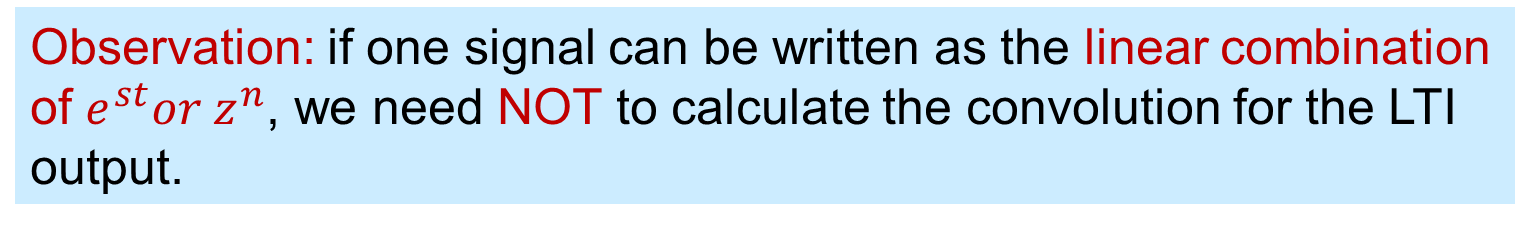 Observation: if one signal can be written as the linear combination
of e^{st} or z^n, we need NOT to calculate the convolution for the LTI
output.